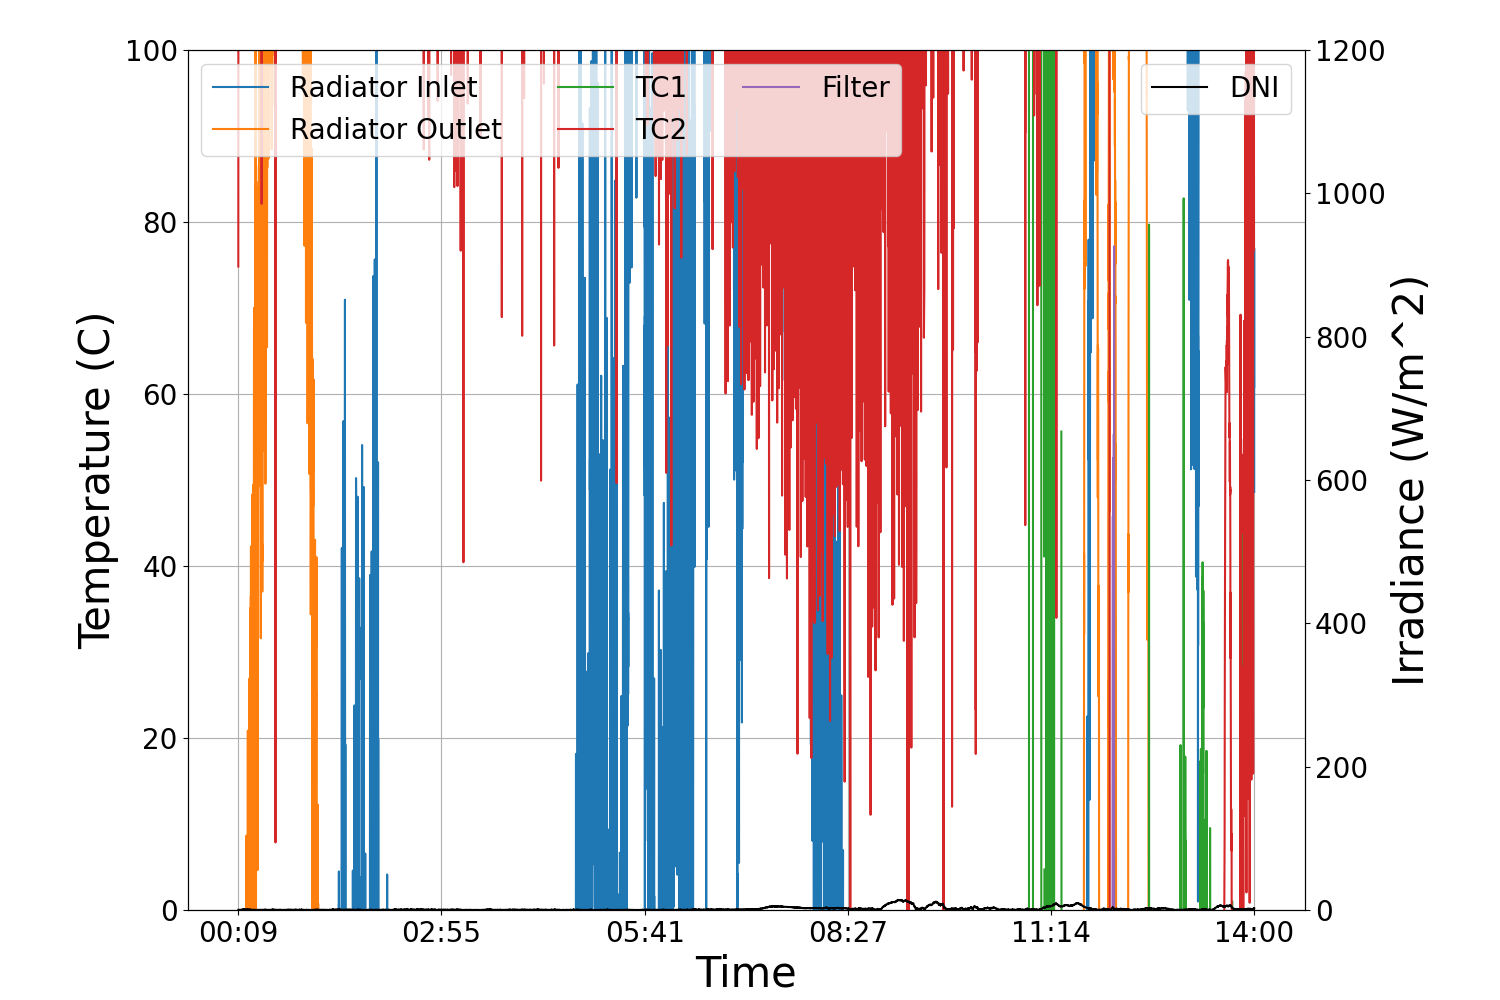 100
1200
Radiator Inlet
TC1
Filter
DNI
Radiator Outlet
TC2
1000
80
800
60
600
40
400
20
200
0
0
Temperature (C)
Irradiance (W/m^2)
00:09
02:55
05:41
08:27
11:14
14:00
Time